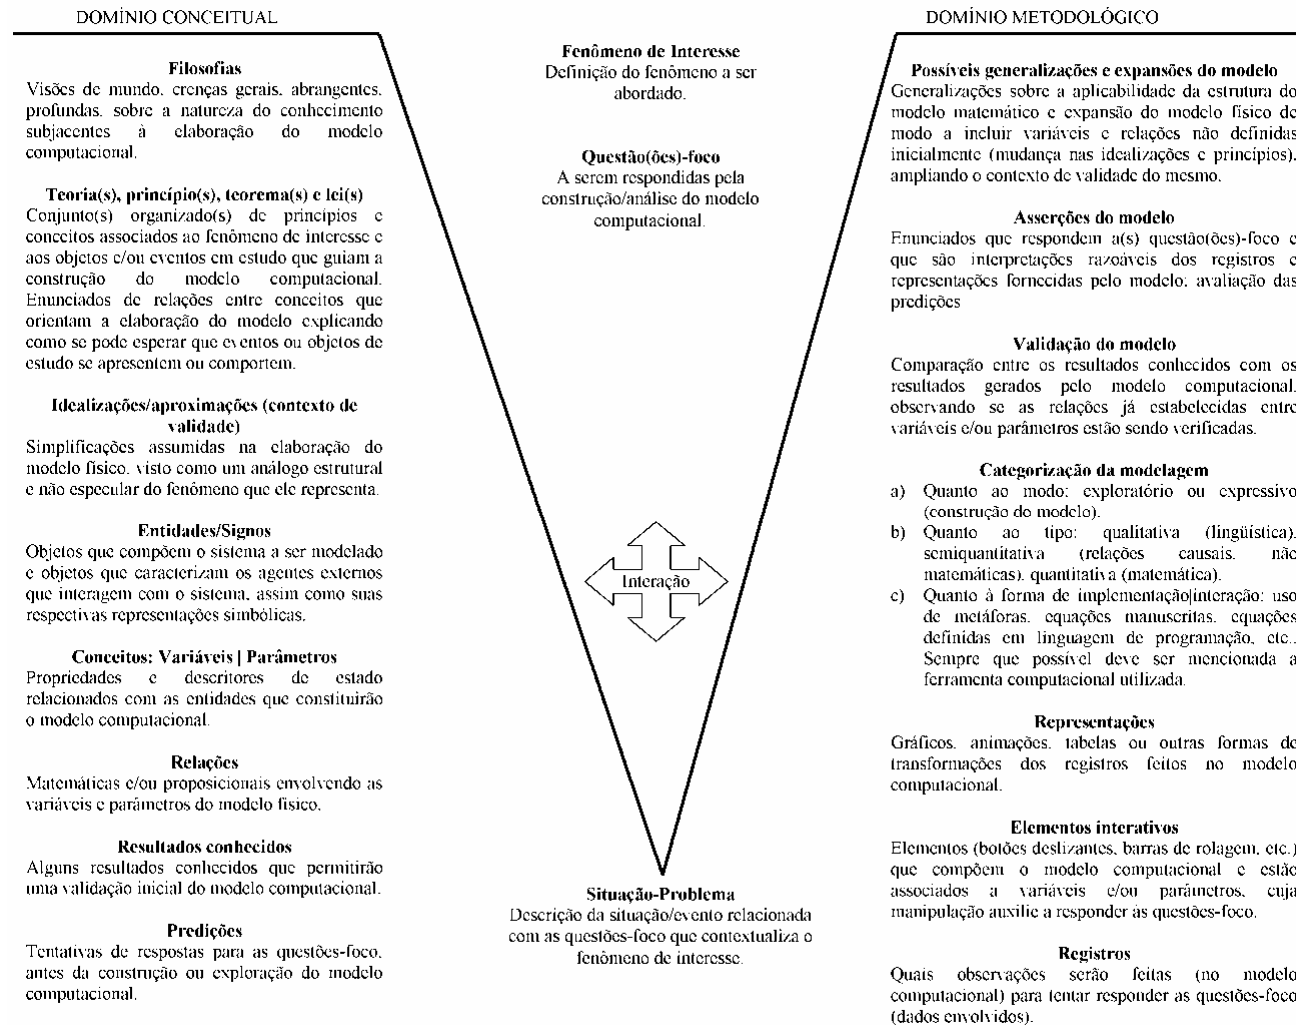 DOMÍNIO CONCEITUAL
Filosofias
Visões de mundo, crenças gerais, abrangentes,
profundas, sobre a natureza do conhecimento
subjacentes à elaboração do modelo
computacional.
Teoria(s), princípio(s), teorema(s) e lei(s)
Conjunto(s) organizado(s) de princípios e
conceitos associados ao fenômeno de interesse e
aos objetos e/ou eventos em estudo que guiam a
construção do modelo computacional.
Enunciados de relações entre conceitos que
orientam a elaboração do modelo explicando
como se pode esperar que eventos ou objetos de
estudo se apresentem ou comportem.
Idealizações/aproximações (contexto de
validade)
Simplificações assumidas na elaboração do
modelo físico, visto como um análogo estrutural
e não especular do fenômeno que ele representa.
Entidades/Signos
Objetos que compõem o sistema a ser modelado
e objetos que caracterizam os agentes externos
que interagem com o sistema, assim como suas
respectivas representações simbólicas.
Conceitos: Variáveis | Parâmetros
Propriedades e descritores de estado
relacionados com as entidades que constituirão
o modelo computacional.
Relações
Matemáticas e/ou proposicionais envolvendo as
variáveis e parâmetros do modelo físico.
Resultados conhecidos
Alguns resultados conhecidos que permitirão
uma validação inicial do modelo computacional.
Predições
Tentativas de respostas para as questões-foco,
antes da construção ou exploração do modelo
computacional.
Fenômeno de Interesse
Definição do fenômeno a ser
abordado.
Questão(ões)-foco
A serem respondidas pela
construção/análise do modelo
computacional.
Interação
Situação-Problema
Descrição da situação/evento relacionada
com as questões-foco que contextualiza o
fenômeno de interesse.
DOMÍNIO METODOLÓGICO
Possíveis generalizações e expansões do modelo
Generalizações sobre a aplicabilidade da estrutura do
modelo matemático e expansão do modelo físico de
modo a incluir variáveis e relações não definidas
inicialmente (mudança nas idealizações e princípios),
ampliando o contexto de validade do mesmo.
Asserções do modelo
Enunciados que respondem a(s) questão(ões)-foco e
que são interpretações razoáveis dos registros e
representações fornecidas pelo modelo; avaliação das
predições
Validação do modelo
Comparação entre os resultados conhecidos com os
resultados gerados pelo modelo computacional,
observando se as relações já estabelecidas entre
variáveis e/ou parâmetros estão sendo verificadas.
Categorização da modelagem
a) Quanto ao modo: exploratório ou expressivo
(construção do modelo).
b) Quanto ao tipo: qualitativa (lingüística),
semiquantitativa (relações causais, não
matemáticas), quantitativa (matemática).
c) Quanto à forma de implementação|interação: uso
de metáforas, equações manuscritas, equações
definidas em linguagem de programação, etc..
Sempre que possível deve ser mencionada a
ferramenta computacional utilizada.
Representações
Gráficos, animações, tabelas ou outras formas de
transformações dos registros feitos no modelo
computacional.
Elementos interativos
Elementos (botões deslizantes, barras de rolagem, etc.)
que compõem o modelo computacional e estão
associados a variáveis e/ou parâmetros, cuja
manipulação auxilie a responder às questões-foco.
Registros
Quais observações serão feitas (no modelo
computacional) para tentar responder as questões-foco
(dados envolvidos).